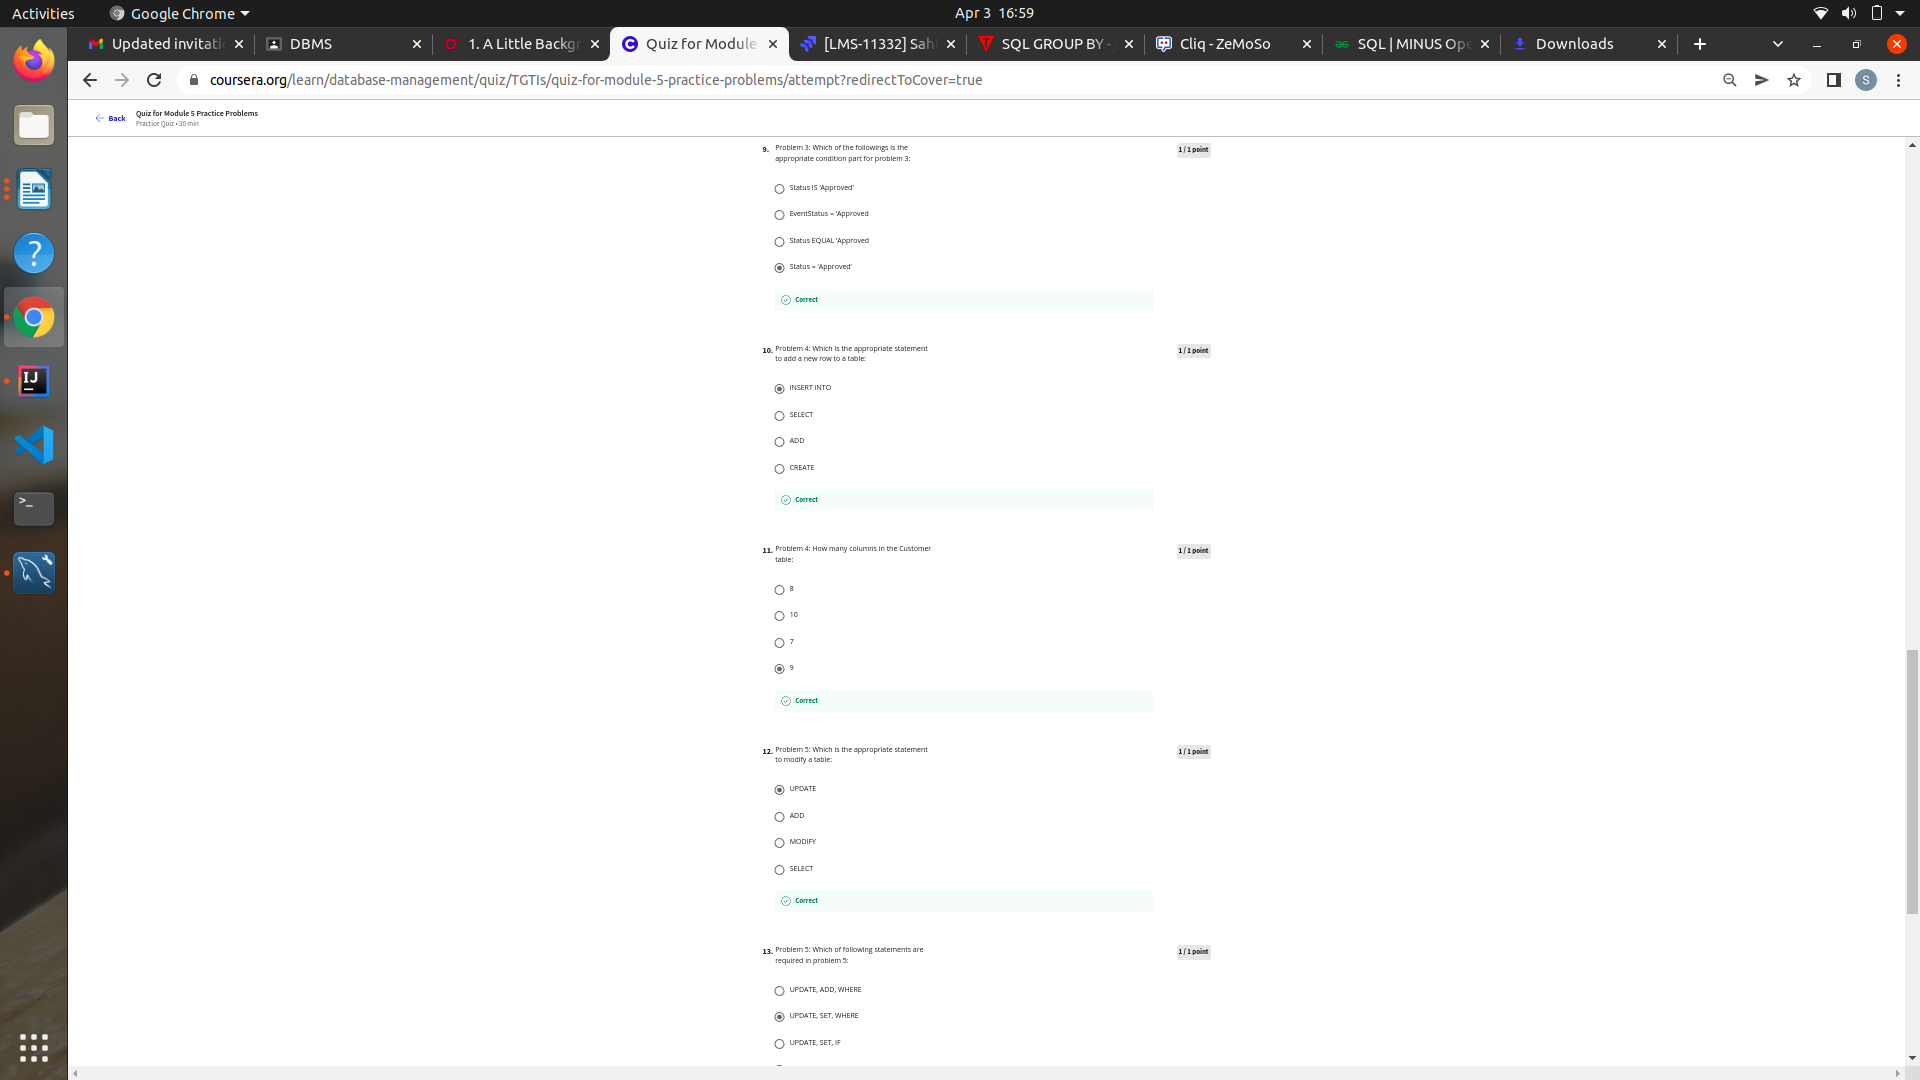 Activities
Google Chrome
Apr 3 16:59
Updated invitati
DBMS
1. A Little Backgr
Quiz for Module
[LMS-11332] Sah
SQL GROUP BY -
Cliq - ZeMoSo
SQL | MINUS Ope
Downloads
coursera.org/learn/database-management/quiz/TGTIs/quiz-for-module-5-practice-problems/attempt?redirectToCover=true
S
Back
Quiz for Module 5 Practice Problems
Practice Quiz • 30 min
9. Problem 3: Which of the followings is the
appropriate condition part for problem 3:
1 / 1 point
Status IS 'Approved'
EventStatus = 'Approved
Status EQUAL 'Approved
Status = 'Approved'
Correct
10. Problem 4: Which is the appropriate statement
to add a new row to a table:
1 / 1 point
INSERT INTO
SELECT
ADD
CREATE
Correct
11. Problem 4: How many columns in the Customer
table:
1 / 1 point
8
10
7
9
Correct
12. Problem 5: Which is the appropriate statement
to modify a table:
1 / 1 point
UPDATE
ADD
MODIFY
SELECT
Correct
13. Problem 5: Which of following statements are
required in problem 5:
1 / 1 point
UPDATE, ADD, WHERE
UPDATE, SET, WHERE
UPDATE, SET, IF